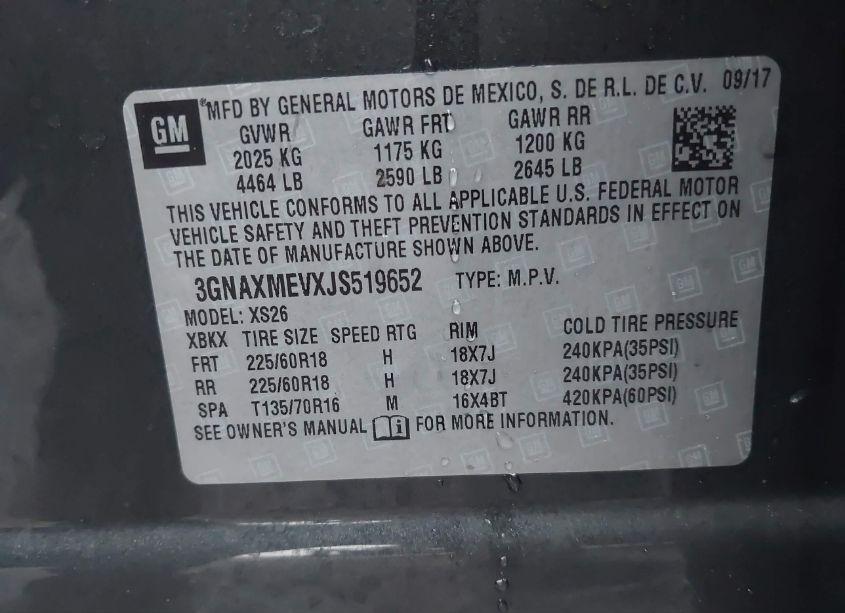 GM
®MFD BY GENERAL MOTORS DE MEXICO, S. DE R.L. DE C.V. 09/17
GVWR GAWR FRT GAWR RR
2025 KG 1175 KG 1200 KG
4464 LB 2590 LB 2645 LB
THIS VEHICLE CONFORMS TO ALL APPLICABLE U.S. FEDERAL MOTOR
VEHICLE SAFETY AND THEFT PREVENTION STANDARDS IN EFFECT ON
THE DATE OF MANUFACTURE SHOWN ABOVE.
3GNAXMEVXJS519652 TYPE: M.P.V.
MODEL: XS26
XBKX TIRE SIZE SPEED RTG RIM COLD TIRE PRESSURE
FRT 225/60R18 H 18X7J 240KPA(35PSI)
RR 225/60R18 H 18X7J 240KPA(35PSI)
SPA T135/70R16 M 16X4BT 420KPA(60PSI)
SEE OWNER'S MANUAL i FOR MORE INFORMATION.